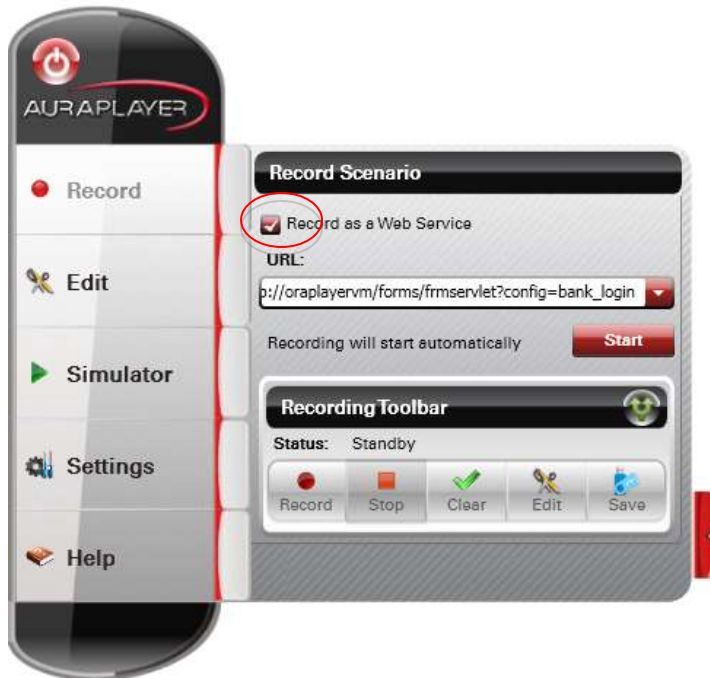 AURAPLAYER
Record
Edit
Simulator
Settings
Help
Record Scenario
Record as a Web Service
URL:
p://oraplayervm/forms/frmservlet?config=bank_login
Recording will start automatically
Start
Recording Toolbar
Status: Standby
Record Stop Clear Edit Save